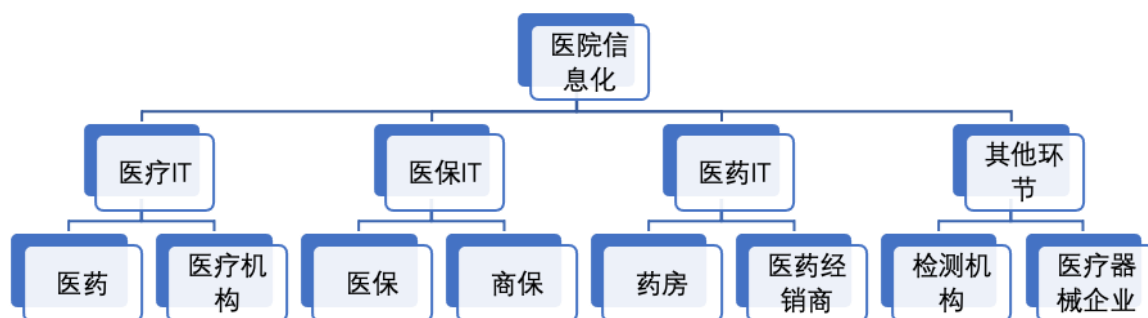 医院信
息化
医疗IT
医保IT
医药IT
其他环
节
医药
医疗机
构
医保
商保
药房
医药经
销商
检测机
构
医疗器
械企业